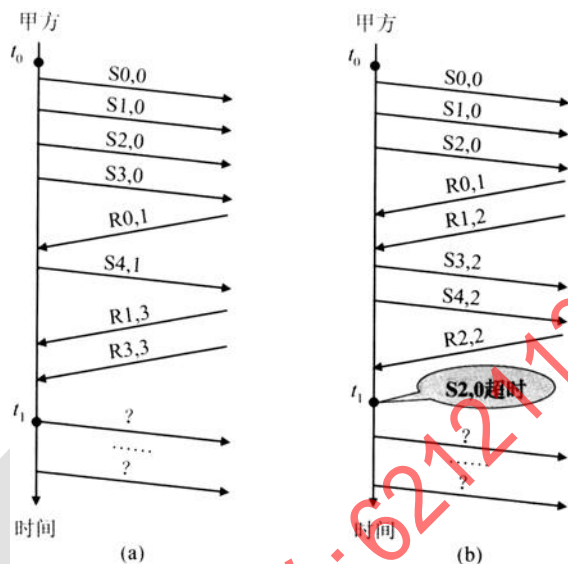 甲方
t0
S0,0
S1,0
S2,0
S3,0
R0,1
S4,1
R1,3
R3,3
t1
?
……
?
时间
(a)
甲方
t0
S0,0
S1,0
S2,0
R0,1
R1,2
S3,2
S4,2
R2,2
S2,0超时
t1
?
……
?
时间
(b)
:6212112